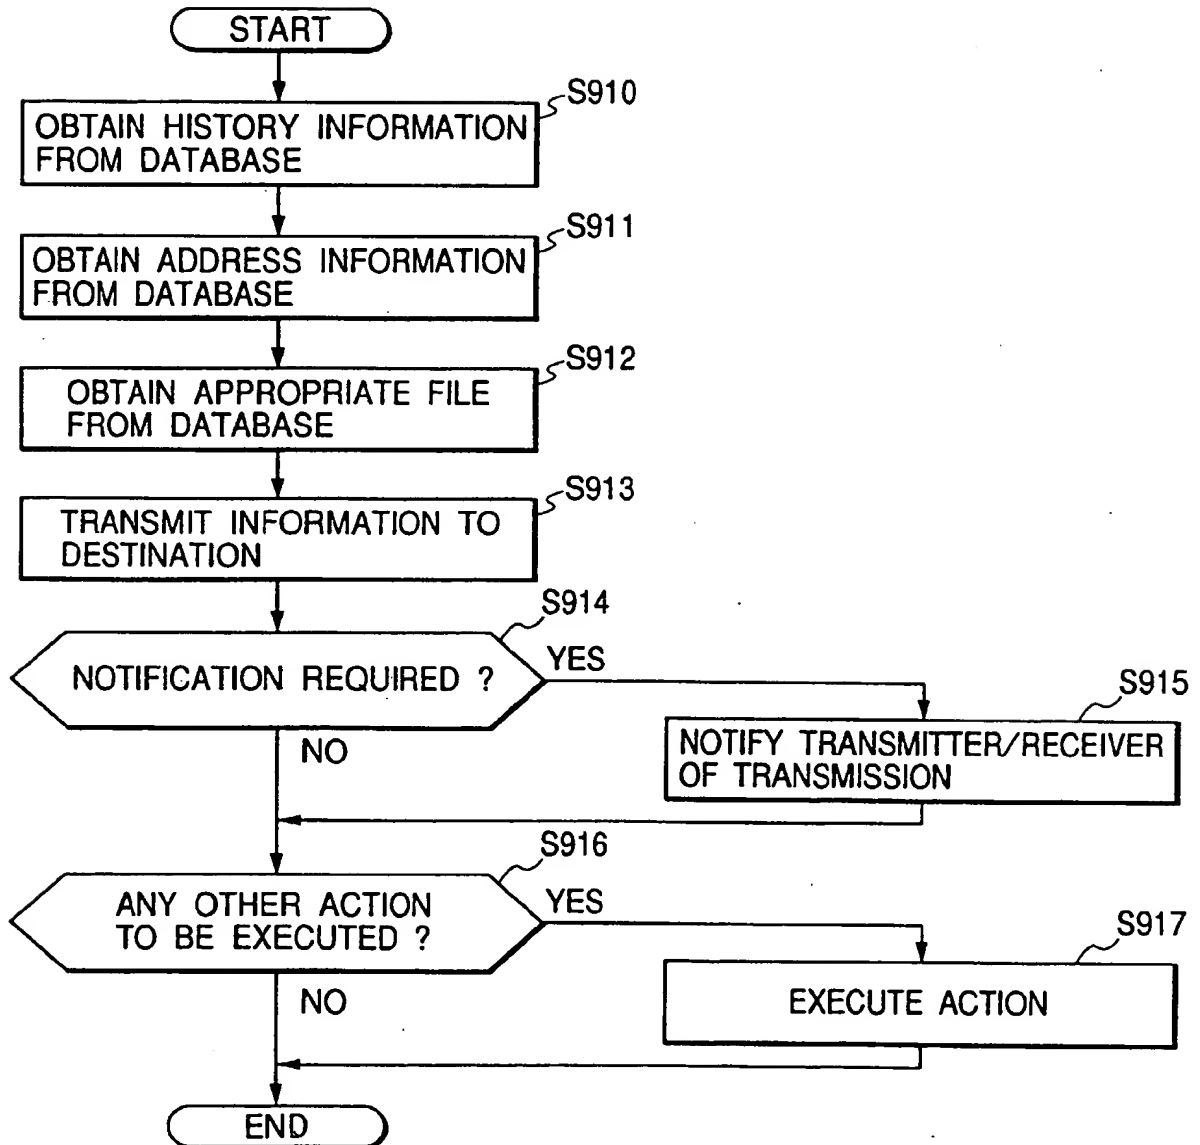 START
S910
OBTAIN HISTORY INFORMATION
FROM DATABASE
S911
OBTAIN ADDRESS INFORMATION
FROM DATABASE
S912
OBTAIN APPROPRIATE FILE
FROM DATABASE
S913
TRANSMIT INFORMATION TO
DESTINATION
S914
NOTIFICATION REQUIRED ?
YES
NO
S915
NOTIFY TRANSMITTER/RECEIVER
OF TRANSMISSION
S916
ANY OTHER ACTION
TO BE EXECUTED ?
YES
NO
S917
EXECUTE ACTION
END